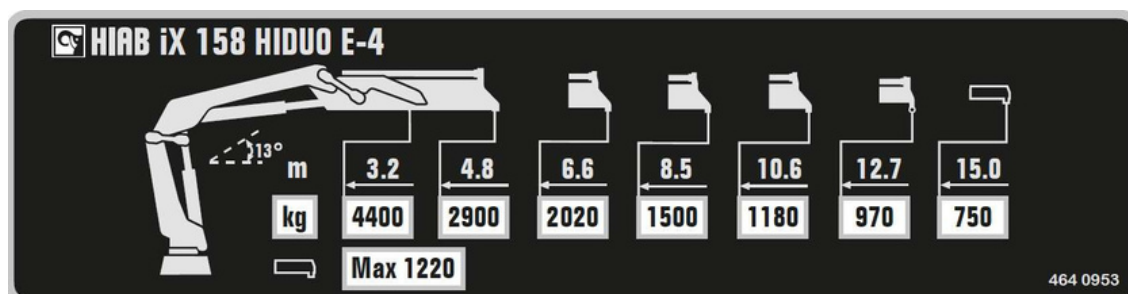 HIAB iX 158 HIDUO E-4
13°
m 3.2 4.8 6.6 8.5 10.6 12.7 15.0
kg 4400 2900 2020 1500 1180 970 750
Max 1220
464 0953